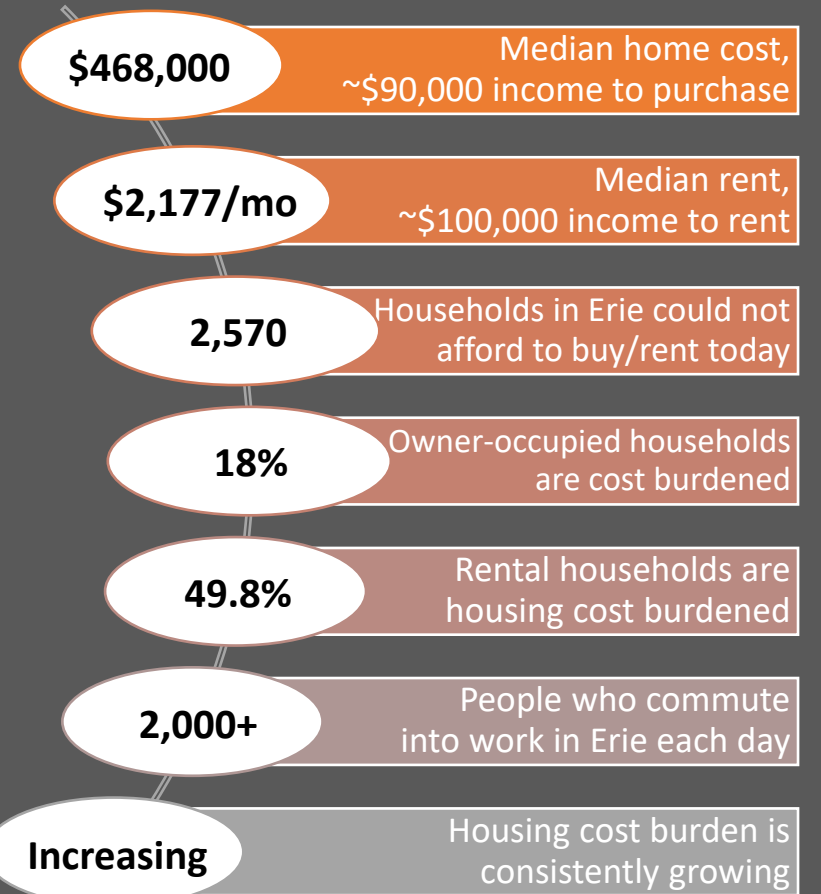 $468,000
Median home cost,
~$90,000 income to purchase
$2,177/mo
Median rent,
~$100,000 income to rent
2,570
Households in Erie could not
afford to buy/rent today
18%
Owner-occupied households
are cost burdened
49.8%
Rental households are
housing cost burdened
2,000+
People who commute
into work in Erie each day
Increasing
Housing cost burden is
consistently growing